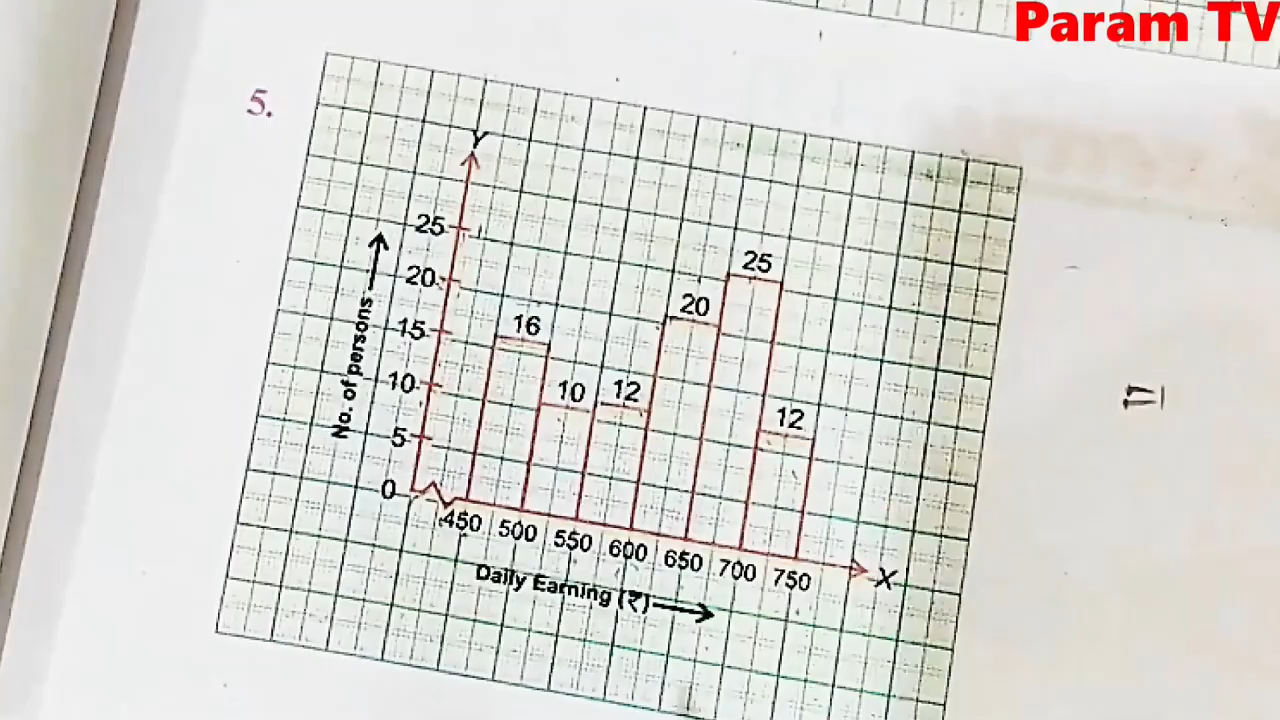 Param TV
5.
Y
25
20
15
10
5
0
No. of persons
16
10
12
20
25
12
450 500 550 600 650 700 750
X
Daily Earning (₹)